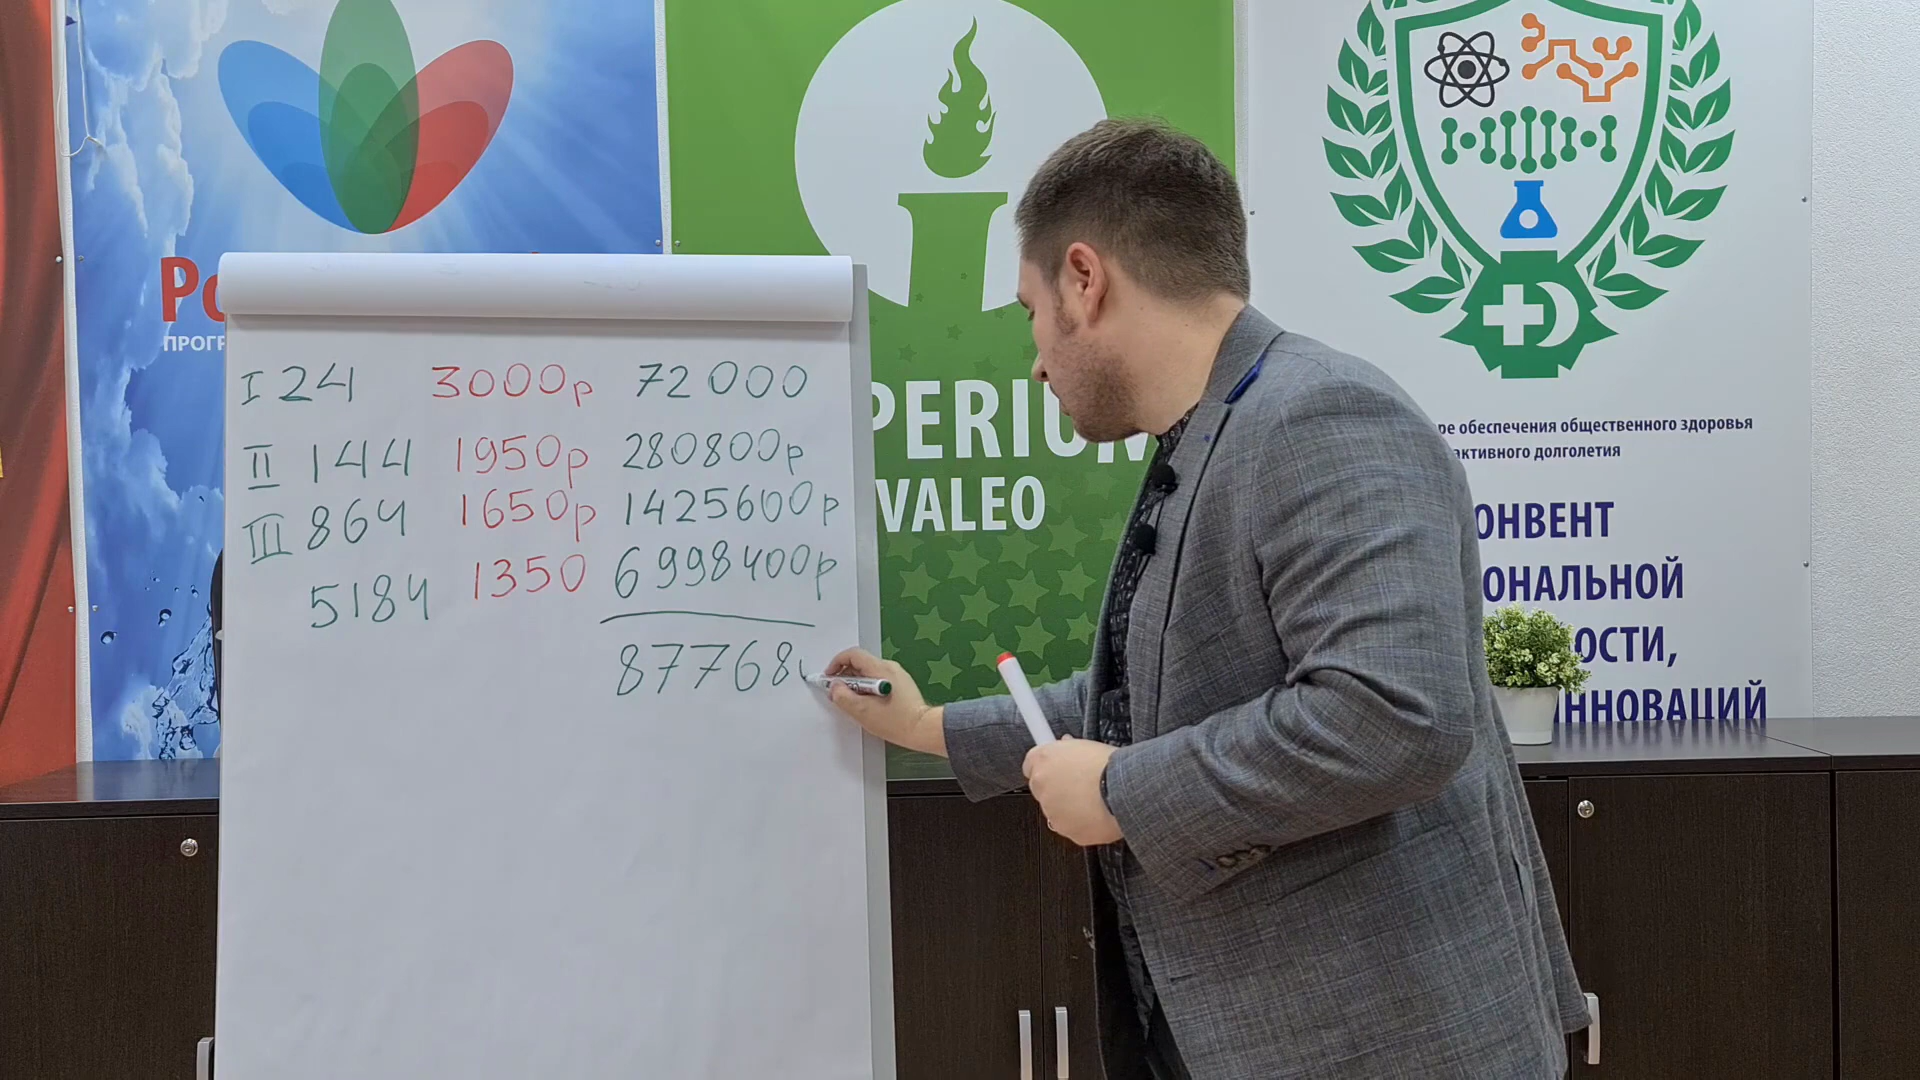 ПРОГР
I 24 3000р 72000
II 144 1950р 280800р
III 864 1650р 1425600р
5184 1350 6998400р
87768
PERIUM
VALEO
ре обеспечения общественного здоровья
активного долголетия
ОНВЕНТ
ОНАЛЬНОЙ
ОСТИ,
ИННОВАЦИЙ